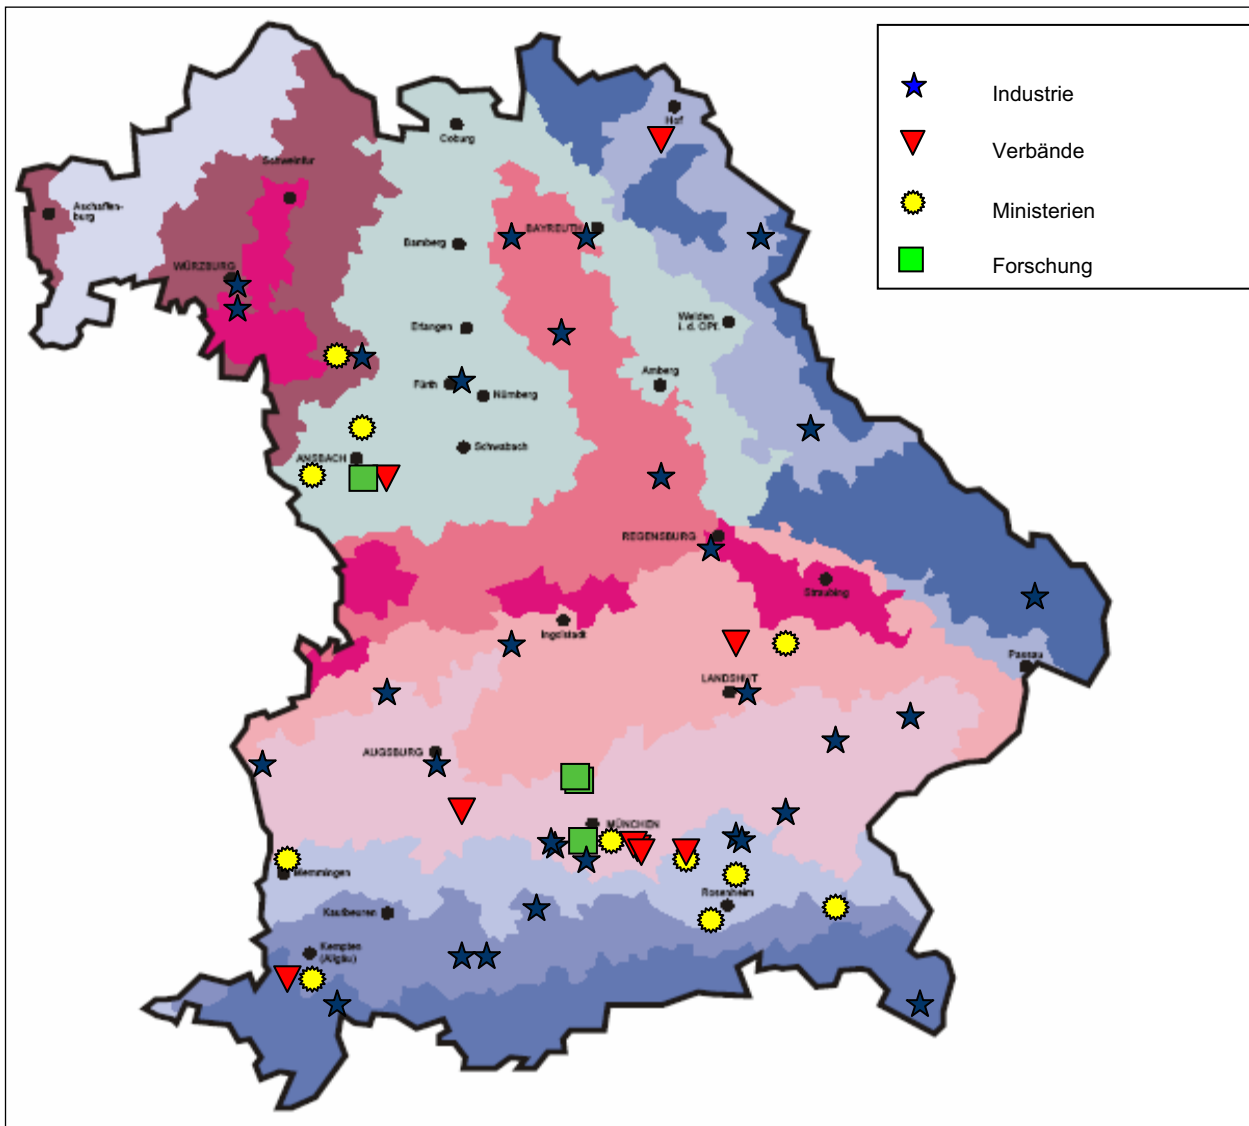 Industrie
Verbände
Ministerien
Forschung
Hof
Coburg
Schweinfurt
Aschaffen-
burg
BAYREUTH
Bamberg
WÜRZBURG
Weiden
i. d. OPf.
Erlangen
Amberg
Fürth
Nürnberg
Schwabach
ANSBACH
REGENSBURG
Straubing
Ingolstadt
Passau
LANDSHUT
AUGSBURG
MÜNCHEN
Memmingen
Rosenheim
Kaufbeuren
Kempten
(Allgäu)